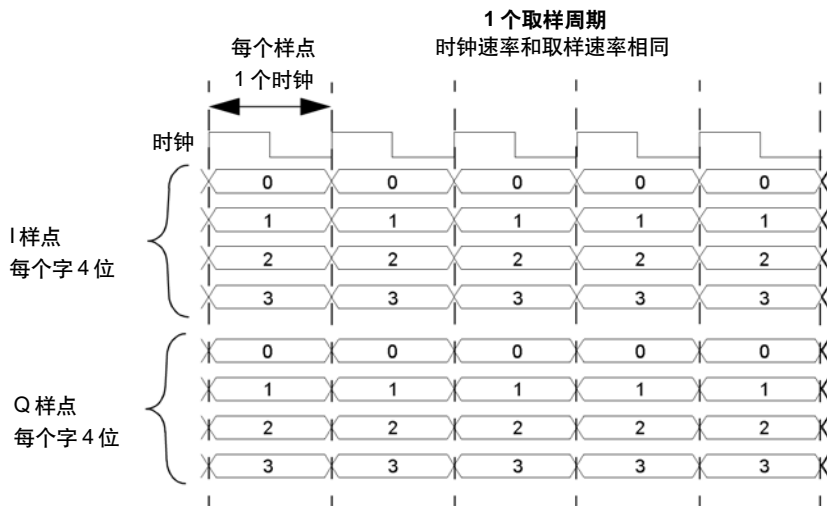 1 个取样周期
时钟速率和取样速率相同
每个样点
1 个时钟
时钟
0 0 0 0 0
1 1 1 1 1
2 2 2 2 2
3 3 3 3 3
I 样点
每个字 4 位
0 0 0 0 0
1 1 1 1 1
2 2 2 2 2
3 3 3 3 3
Q 样点
每个字 4 位